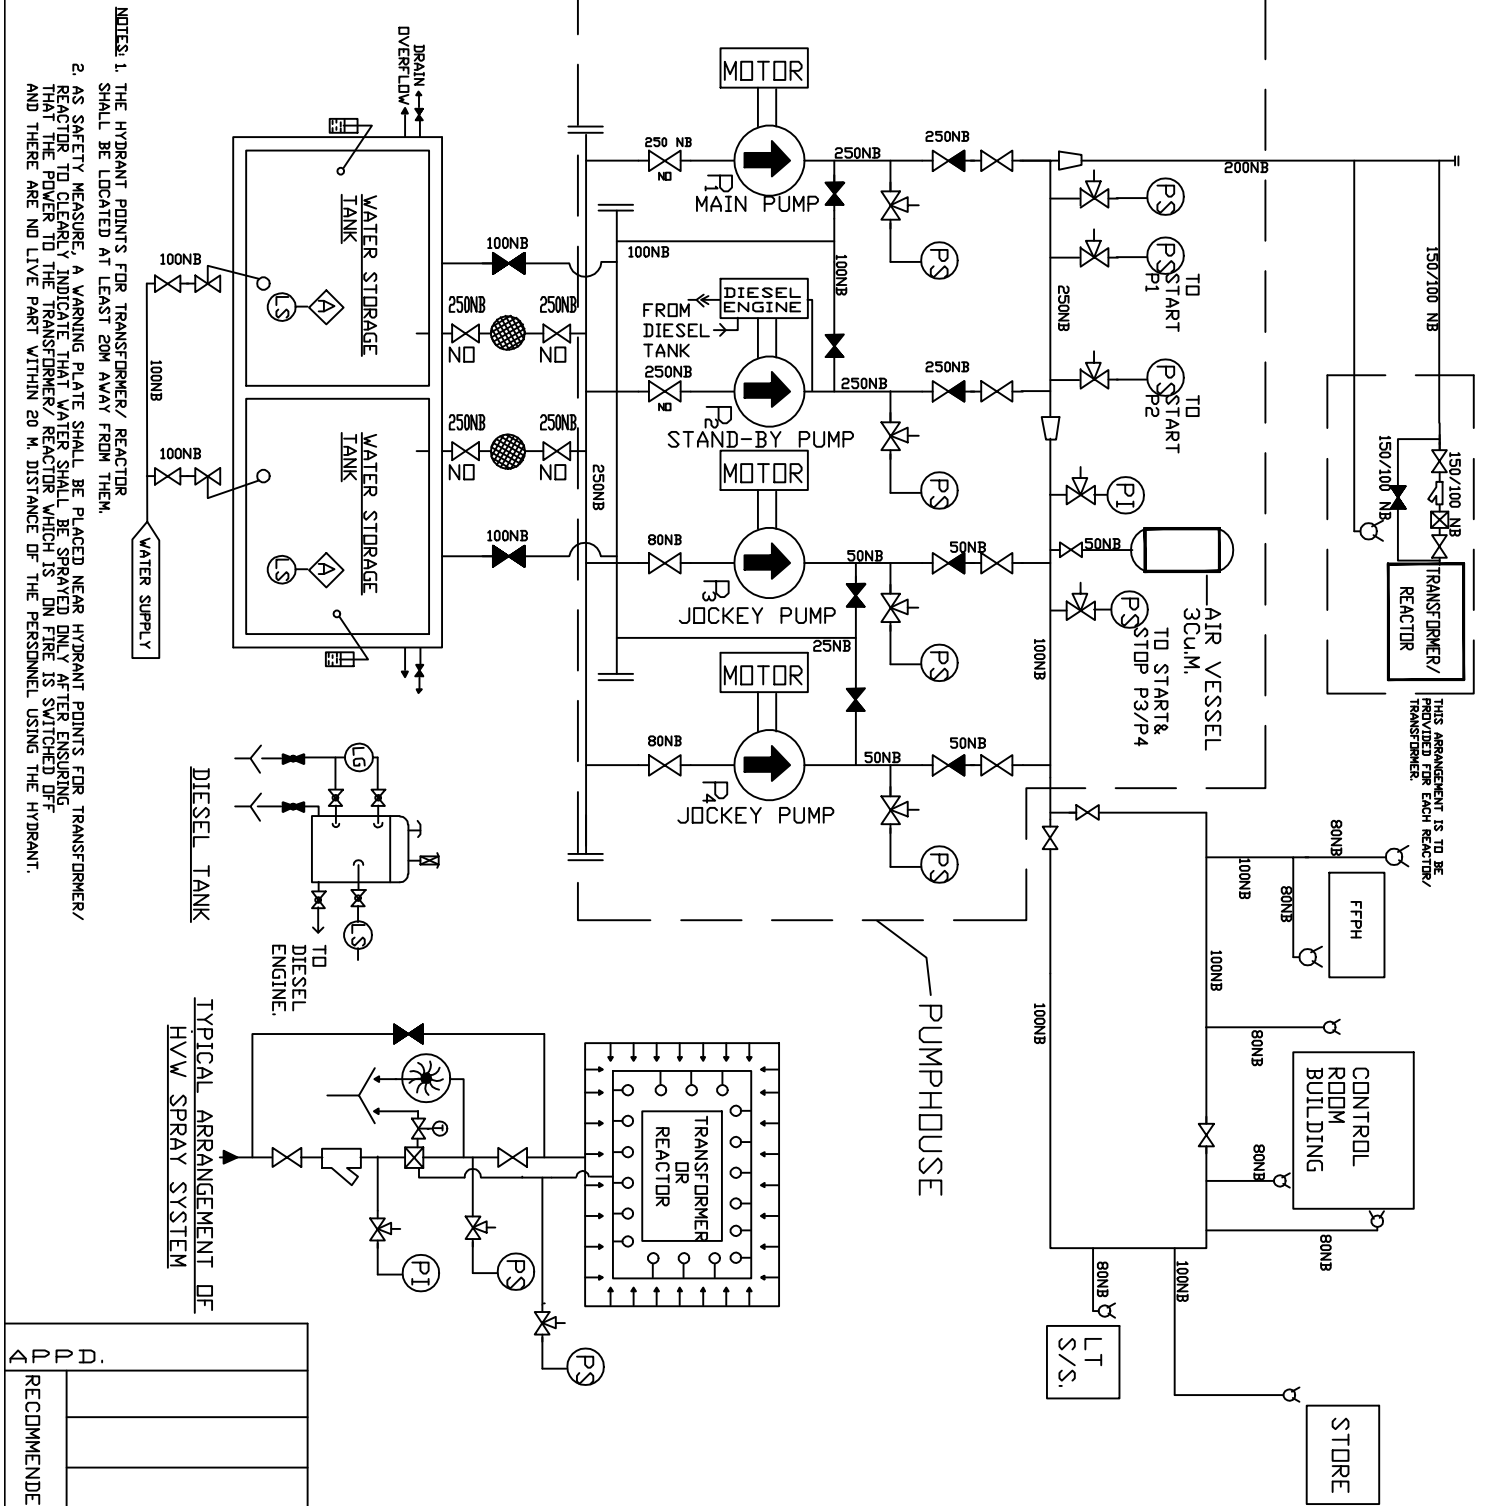 NOTES: 1. THE HYDRANT POINTS FOR TRANSFORMER/ REACTOR
SHALL BE LOCATED AT LEAST 20M AWAY FROM THEM.
2. AS SAFETY MEASURE, A WARNING PLATE SHALL BE PLACED NEAR HYDRANT POINTS FOR TRANSFORMER/
REACTOR TO CLEARLY INDICATE THAT WATER SHALL BE SPRAYED ONLY AFTER ENSURING
THAT THE POWER TO THE TRANSFORMER/ REACTOR WHICH IS ON FIRE IS SWITCHED OFF
AND THERE ARE NO LIVE PART WITHIN 20 M. DISTANCE OF THE PERSONNEL USING THE HYDRANT.
DRAIN
OVERFLOW
WATER STORAGE
TANK
LS
A
100NB
100NB
100NB
WATER SUPPLY
WATER STORAGE
TANK
LS
A
100NB
250NB
NO
250NB
NO
250NB
NO
250NB
NO
100NB
250NB
MOTOR
250 NB
NO
P1
MAIN PUMP
250NB
250NB
PS
100NB
100NB
DIESEL
ENGINE
FROM
DIESEL
TANK
250NB
NO
P2
STAND-BY PUMP
250NB
250NB
PS
MOTOR
80NB
P3
JOCKEY PUMP
50NB
50NB
PS
25NB
MOTOR
80NB
P4
JOCKEY PUMP
50NB
50NB
PS
200NB
PS
PS
TO
START
P1
250NB
PS
TO
START
P2
PI
50NB
AIR VESSEL
3Cu.M.
PS
TO START&
STOP P3/P4
100NB
150/100 NB
150/100 NB
150/100 NB
TRANSFORMER/
REACTOR
THIS ARRANGEMENT IS TO BE
PROVIDED FOR EACH REACTOR/
TRANSFORMER.
80NB
100NB
80NB
FFPH
100NB
100NB
80NB
CONTROL
ROOM
BUILDING
80NB
80NB
80NB
LT
S/S.
100NB
STORE
PUMPHOUSE
LG
LS
DIESEL TANK
TO
DIESEL
ENGINE.
TRANSFORMER
OR
REACTOR
PI
PS
PS
TYPICAL ARRANGEMENT OF
HVW SPRAY SYSTEM
APPD.
RECOMMENDE